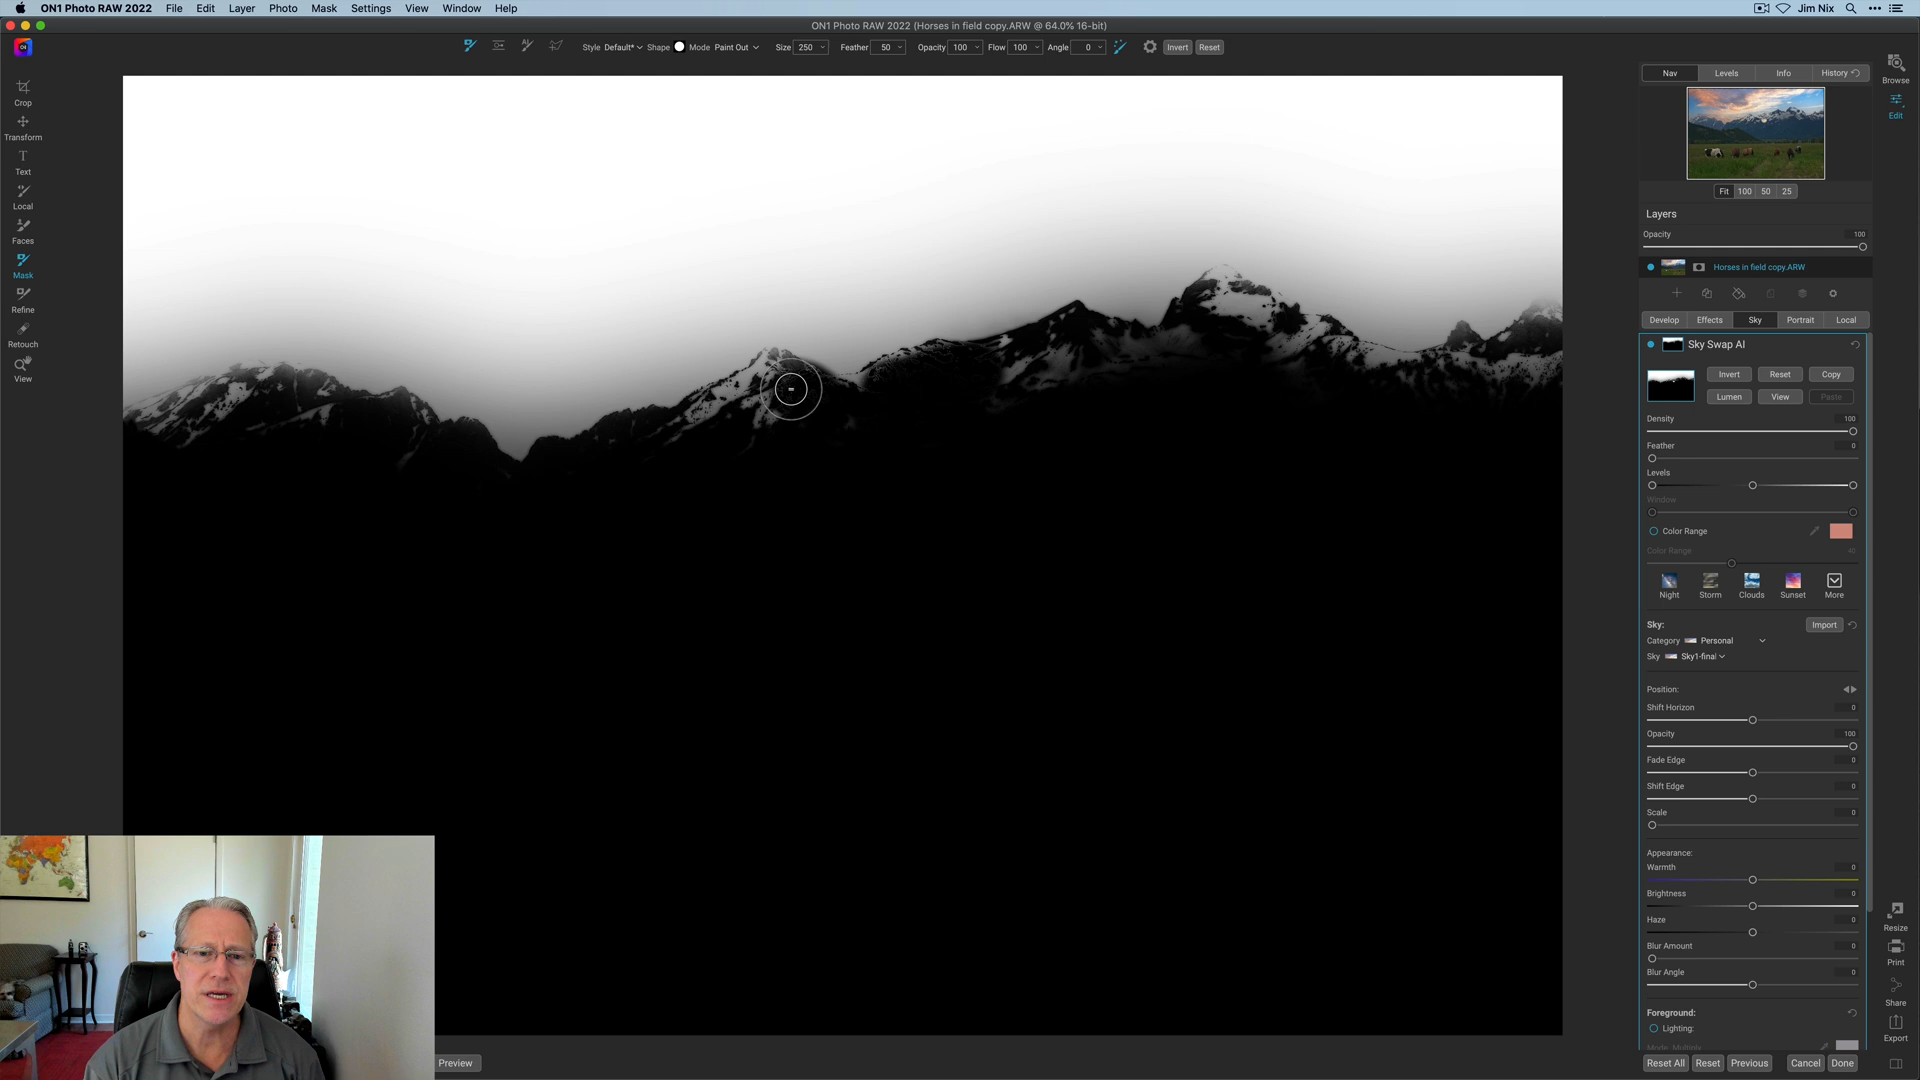 ON1 Photo RAW 2022 File Edit Layer Photo Mask Settings View Window Help Jim Nix
ON1 Photo RAW 2022 (Horses in field copy.ARW @ 64.0% 16-bit)
Style Default* Shape Mode Paint Out Size 250 Feather 50 Opacity 100 Flow 100 Angle 0 Invert Reset
Crop
Transform
Text
Local
Faces
Mask
Refine
Retouch
View
Preview
Nav Levels Info History
Fit 100 50 25
Layers
Opacity 100
Horses in field copy.ARW
Develop Effects Sky Portrait Local
Sky Swap AI
Invert Reset Copy
Lumen View Paste
Density 100
Feather 0
Levels
Window
Color Range
Color Range 40
Night Storm Clouds Sunset More
Sky: Import
Category Personal
Sky Sky1-final
Position:
Shift Horizon 0
Opacity 100
Fade Edge 0
Shift Edge 0
Scale 0
Appearance:
Warmth 0
Brightness 0
Haze 0
Blur Amount 0
Blur Angle 0
Foreground:
Lighting:
Mode Multiply
Reset All Reset Previous Cancel Done
Browse
Edit
Resize
Print
Share
Export